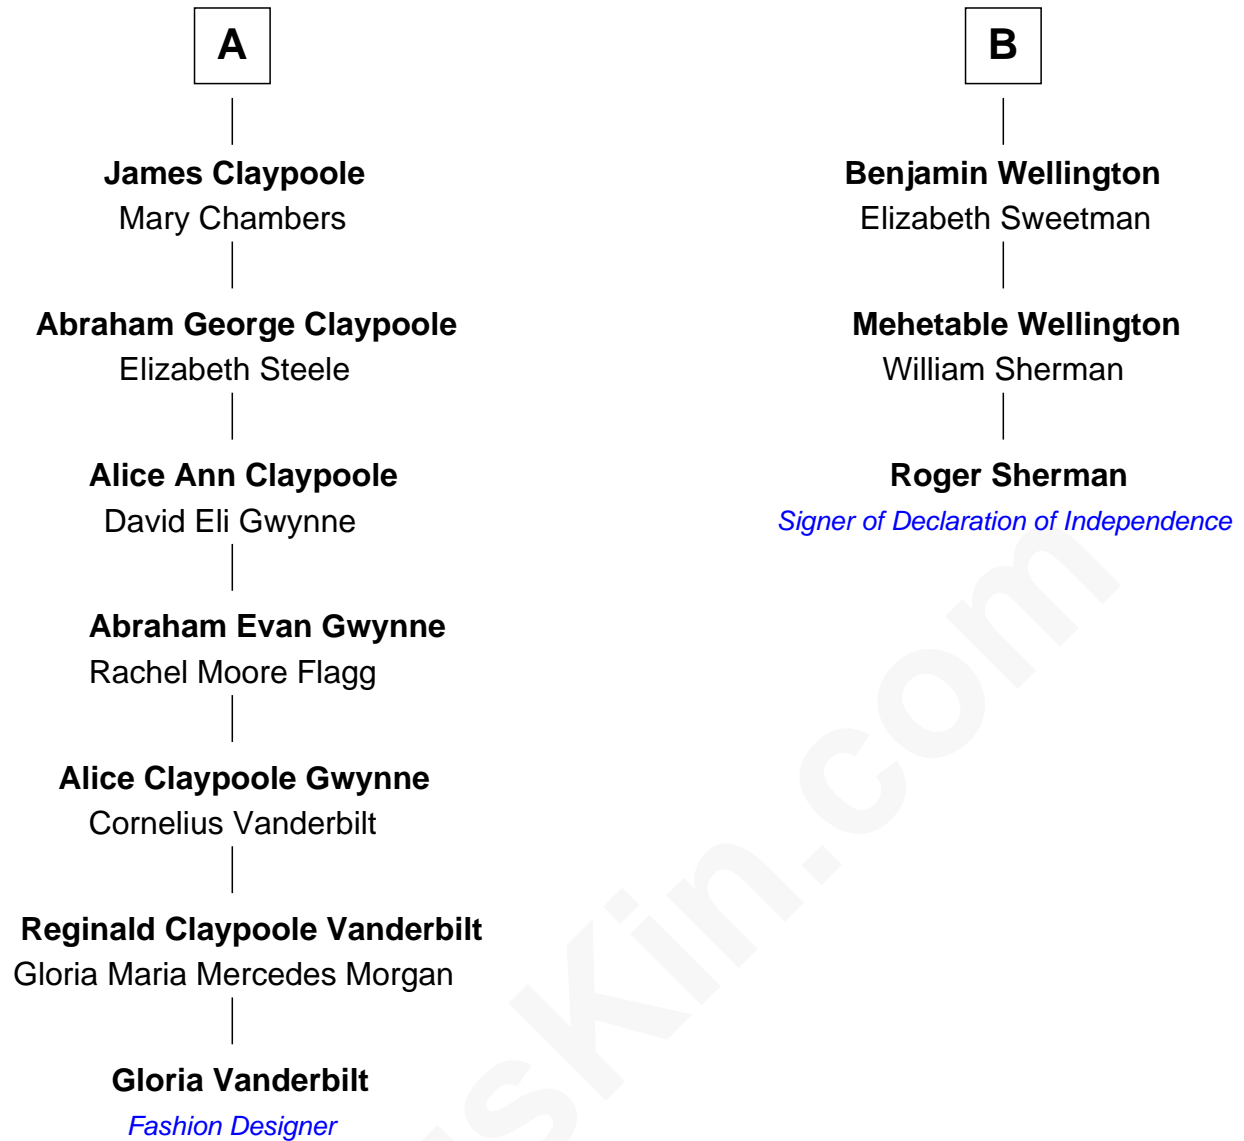 A
James Claypoole
Mary Chambers
Abraham George Claypoole
Elizabeth Steele
Alice Ann Claypoole
David Eli Gwynne
Abraham Evan Gwynne
Rachel Moore Flagg
Alice Claypoole Gwynne
Cornelius Vanderbilt
Reginald Claypoole Vanderbilt
Gloria Maria Mercedes Morgan
Gloria Vanderbilt
Fashion Designer
B
Benjamin Wellington
Elizabeth Sweetman
Mehetable Wellington
William Sherman
Roger Sherman
Signer of Declaration of Independence